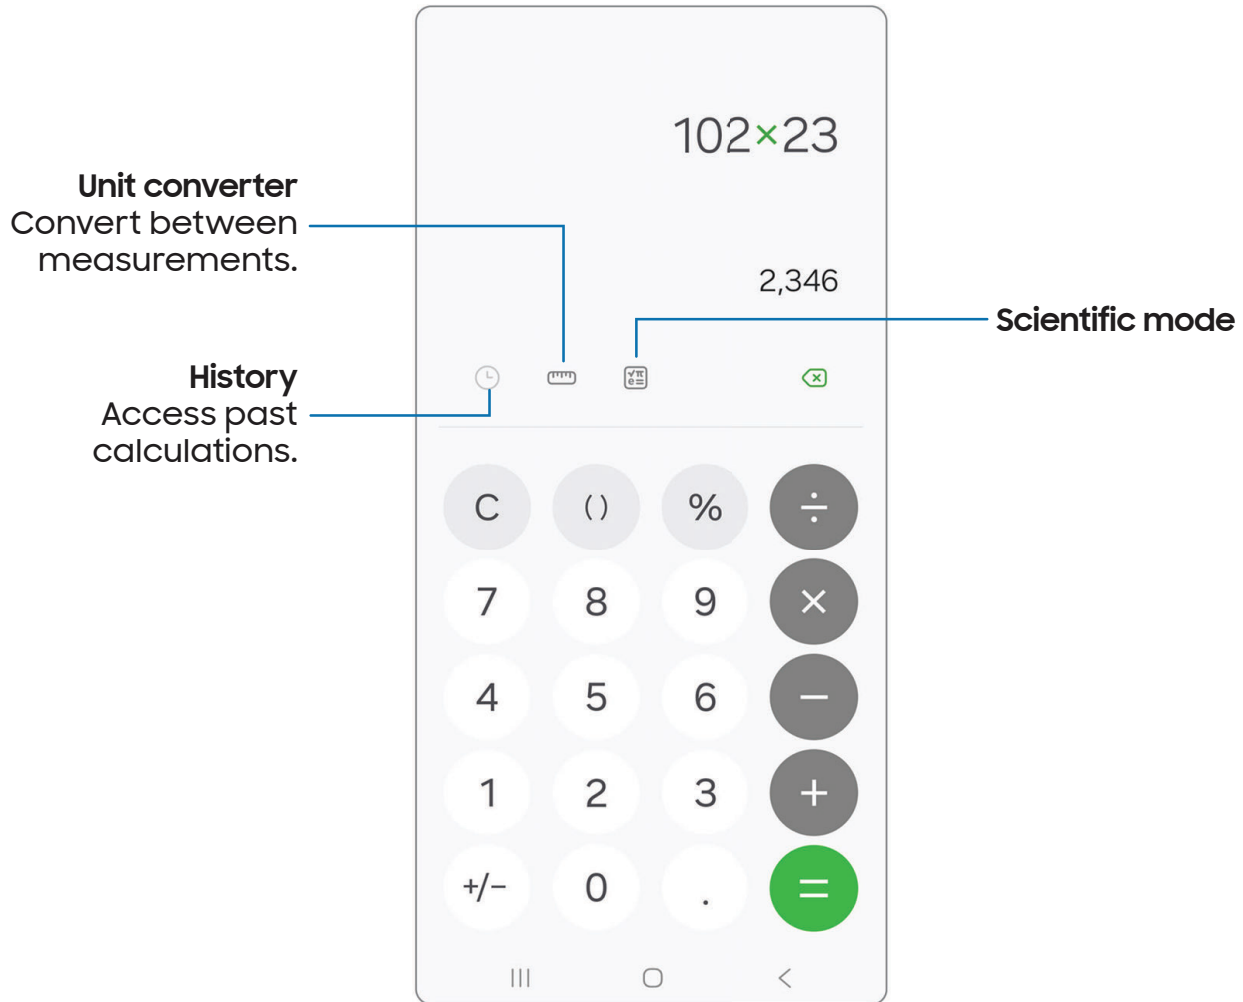 102×23
Unit converter
Convert between
measurements.
2,346
Scientific mode
History
Access past
calculations.
√π
e=
C () % ÷
7 8 9 ×
4 5 6 −
1 2 3 +
+/− 0 . =